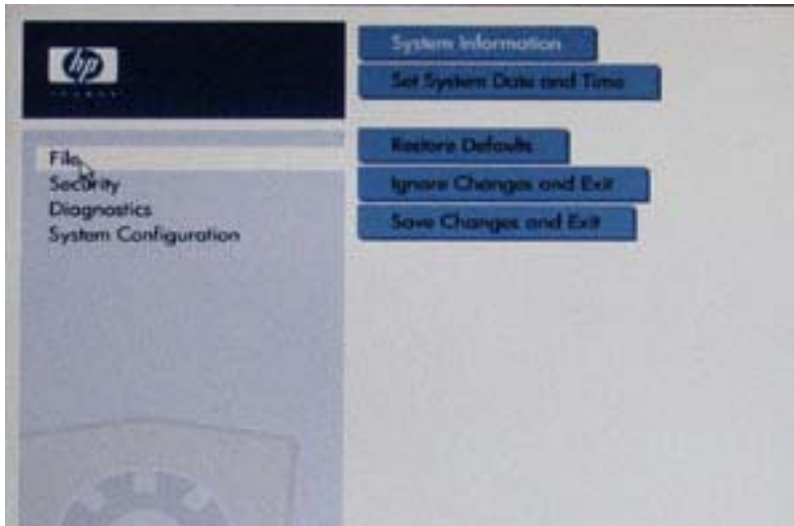 hp
System Information
Set System Date and Time
File
Security
Diagnostics
System Configuration
Restore Defaults
Ignore Changes and Exit
Save Changes and Exit